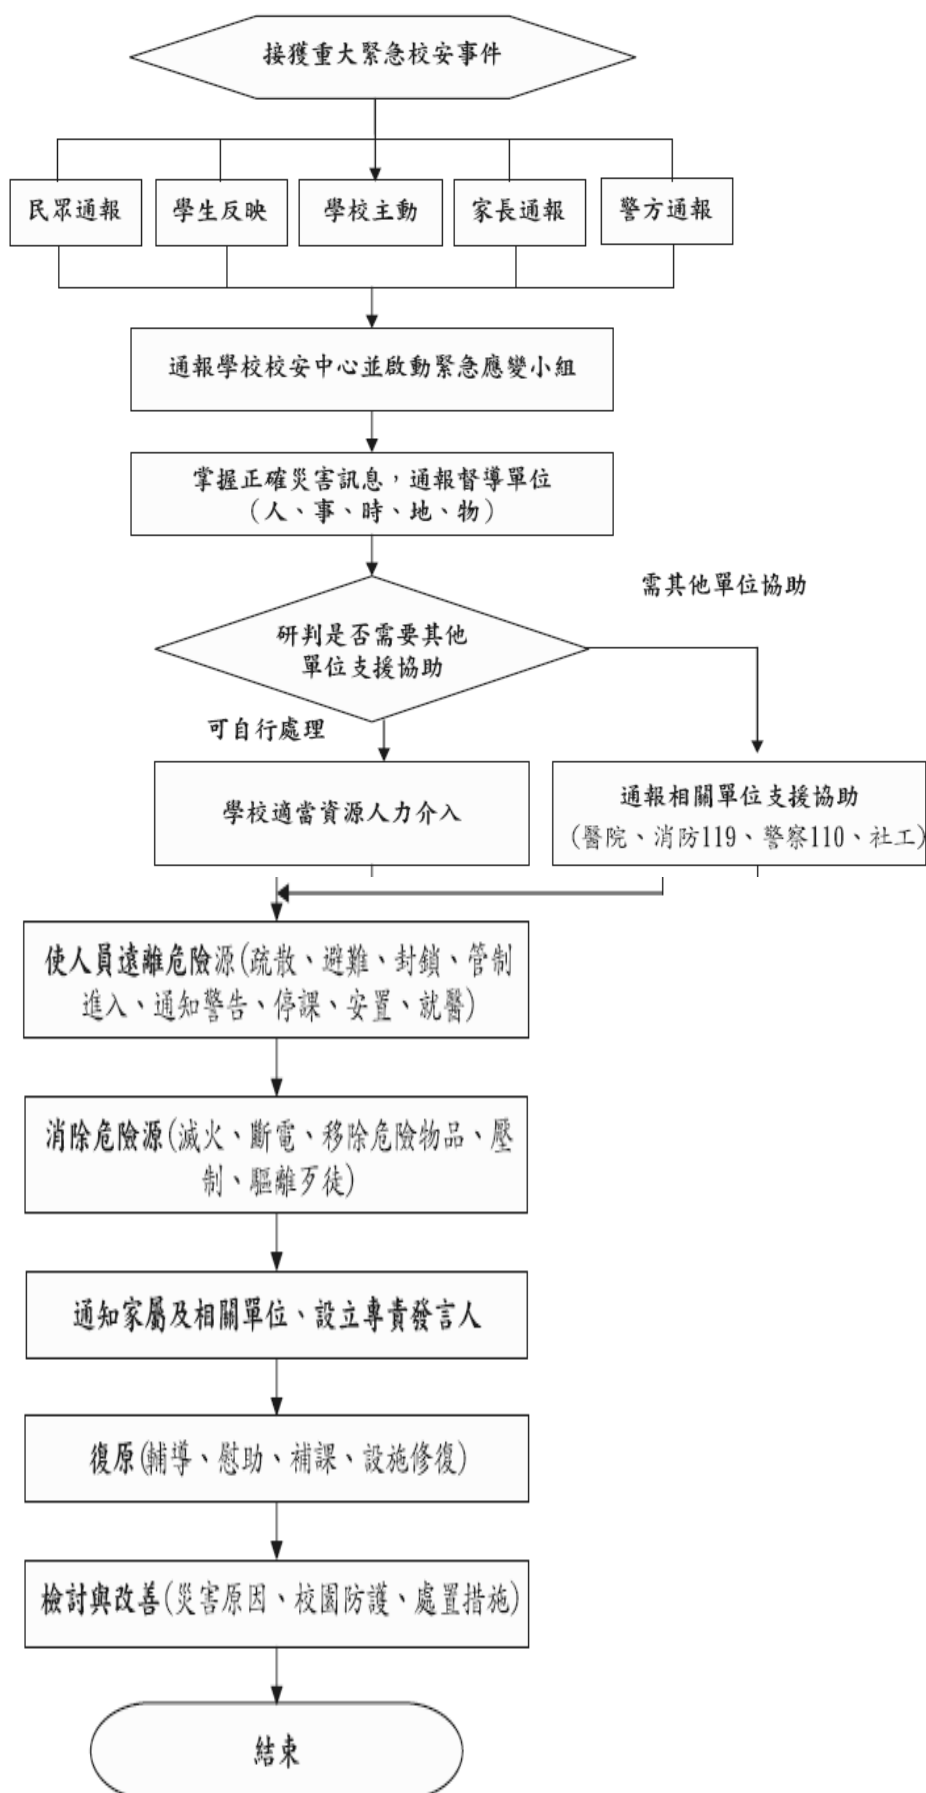 接獲重大緊急校安事件
民眾通報
學生反映
學校主動
家長通報
警方通報
通報學校校安中心並啟動緊急應變小組
掌握正確災害訊息，通報督導單位
（人、事、時、地、物）
需其他單位協助
研判是否需要其他
單位支援協助
可自行處理
學校適當資源人力介入
通報相關單位支援協助
(醫院、消防119、警察110、社工)
使人員遠離危險源(疏散、避難、封鎖、管制
進入、通知警告、停課、安置、就醫)
消除危險源(滅火、斷電、移除危險物品、壓
制、驅離歹徒)
通知家屬及相關單位、設立專責發言人
復原(輔導、慰助、補課、設施修復)
檢討與改善(災害原因、校園防護、處置措施)
結束